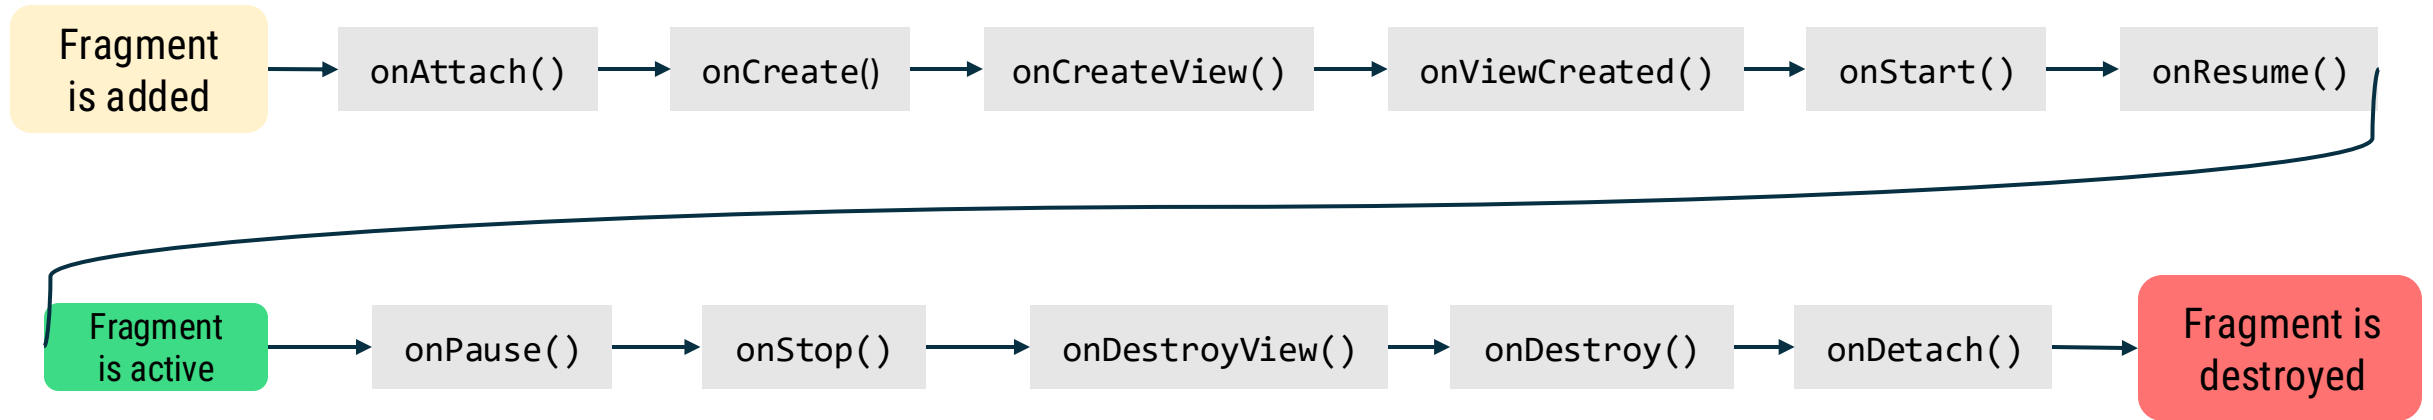 Fragment
is added
onAttach()
onCreate()
onCreateView()
onViewCreated()
onStart()
onResume()
Fragment
is active
onPause()
onStop()
onDestroyView()
onDestroy()
onDetach()
Fragment is
destroyed